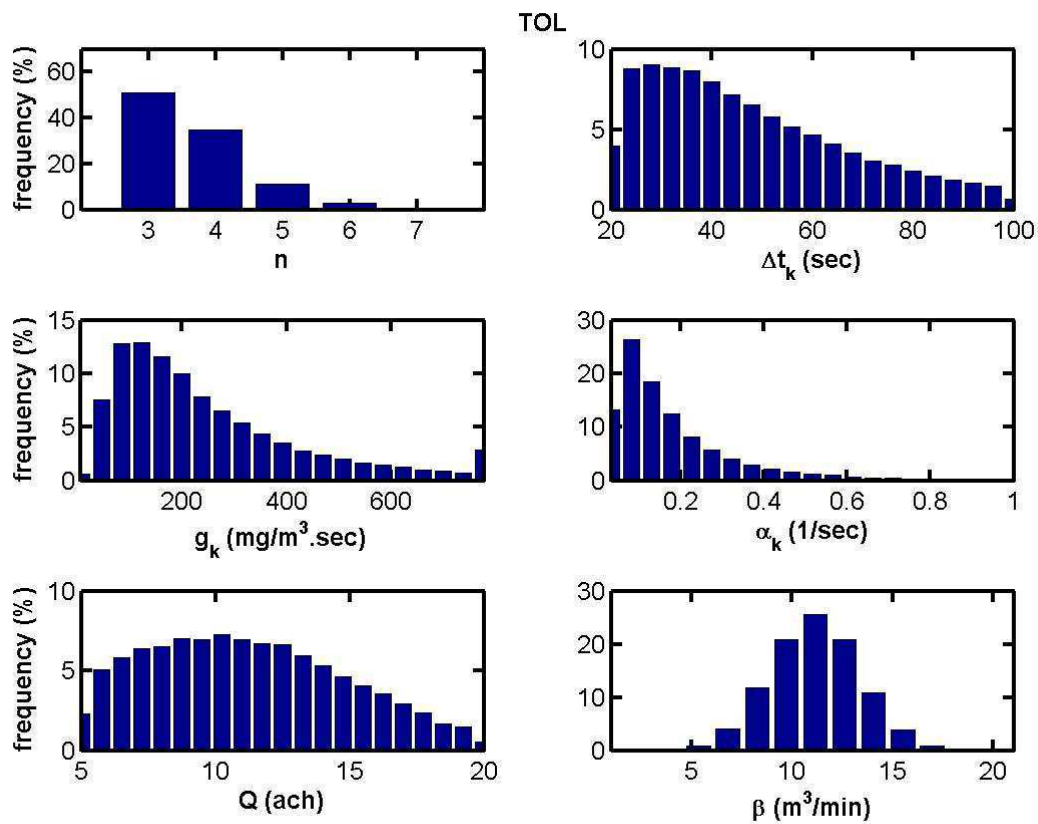 TOL
frequency (%)
60
40
20
0
3 4 5 6 7
n
10
5
0
20 40 60 80 100
Δt_k (sec)
frequency (%)
15
10
5
0
200 400 600
g_k (mg/m³.sec)
30
20
10
0
0.2 0.4 0.6 0.8 1
α_k (1/sec)
frequency (%)
10
5
0
5 10 15 20
Q (ach)
30
20
10
0
5 10 15 20
β (m³/min)